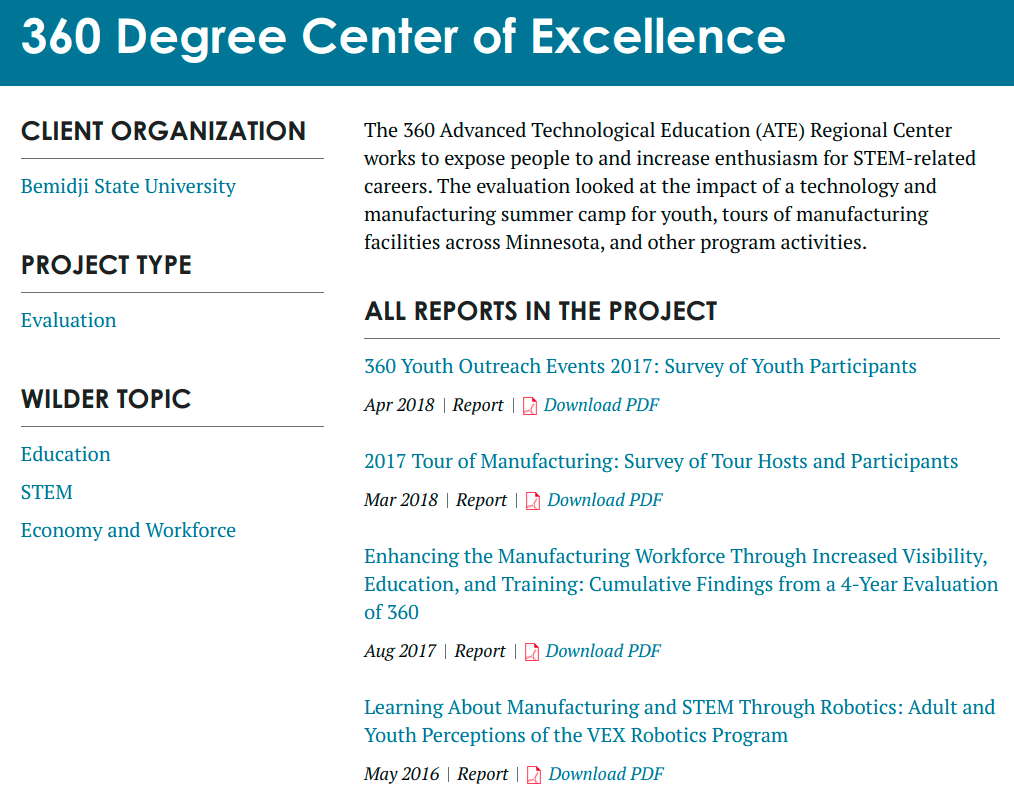 360 Degree Center of Excellence
CLIENT ORGANIZATION
Bemidji State University
PROJECT TYPE
Evaluation
WILDER TOPIC
Education
STEM
Economy and Workforce
The 360 Advanced Technological Education (ATE) Regional Center
works to expose people to and increase enthusiasm for STEM-related
careers. The evaluation looked at the impact of a technology and
manufacturing summer camp for youth, tours of manufacturing
facilities across Minnesota, and other program activities.
ALL REPORTS IN THE PROJECT
360 Youth Outreach Events 2017: Survey of Youth Participants
Apr 2018 | Report | Download PDF
2017 Tour of Manufacturing: Survey of Tour Hosts and Participants
Mar 2018 | Report | Download PDF
Enhancing the Manufacturing Workforce Through Increased Visibility,
Education, and Training: Cumulative Findings from a 4-Year Evaluation
of 360
Aug 2017 | Report | Download PDF
Learning About Manufacturing and STEM Through Robotics: Adult and
Youth Perceptions of the VEX Robotics Program
May 2016 | Report | Download PDF